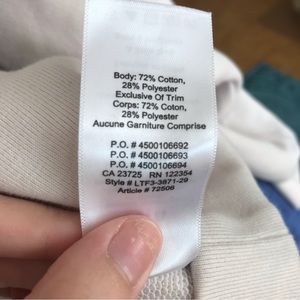 Body: 72% Cotton,
28% Polyester
Exclusive Of Trim
Corps: 72% Coton,
28% Polyester
Aucune Garniture Comprise
P.O. # 4500106692
P.O. # 4500106693
P.O. # 4500106694
CA 23725 RN 122354
Style # LTF3-3871-29
Article # 72506